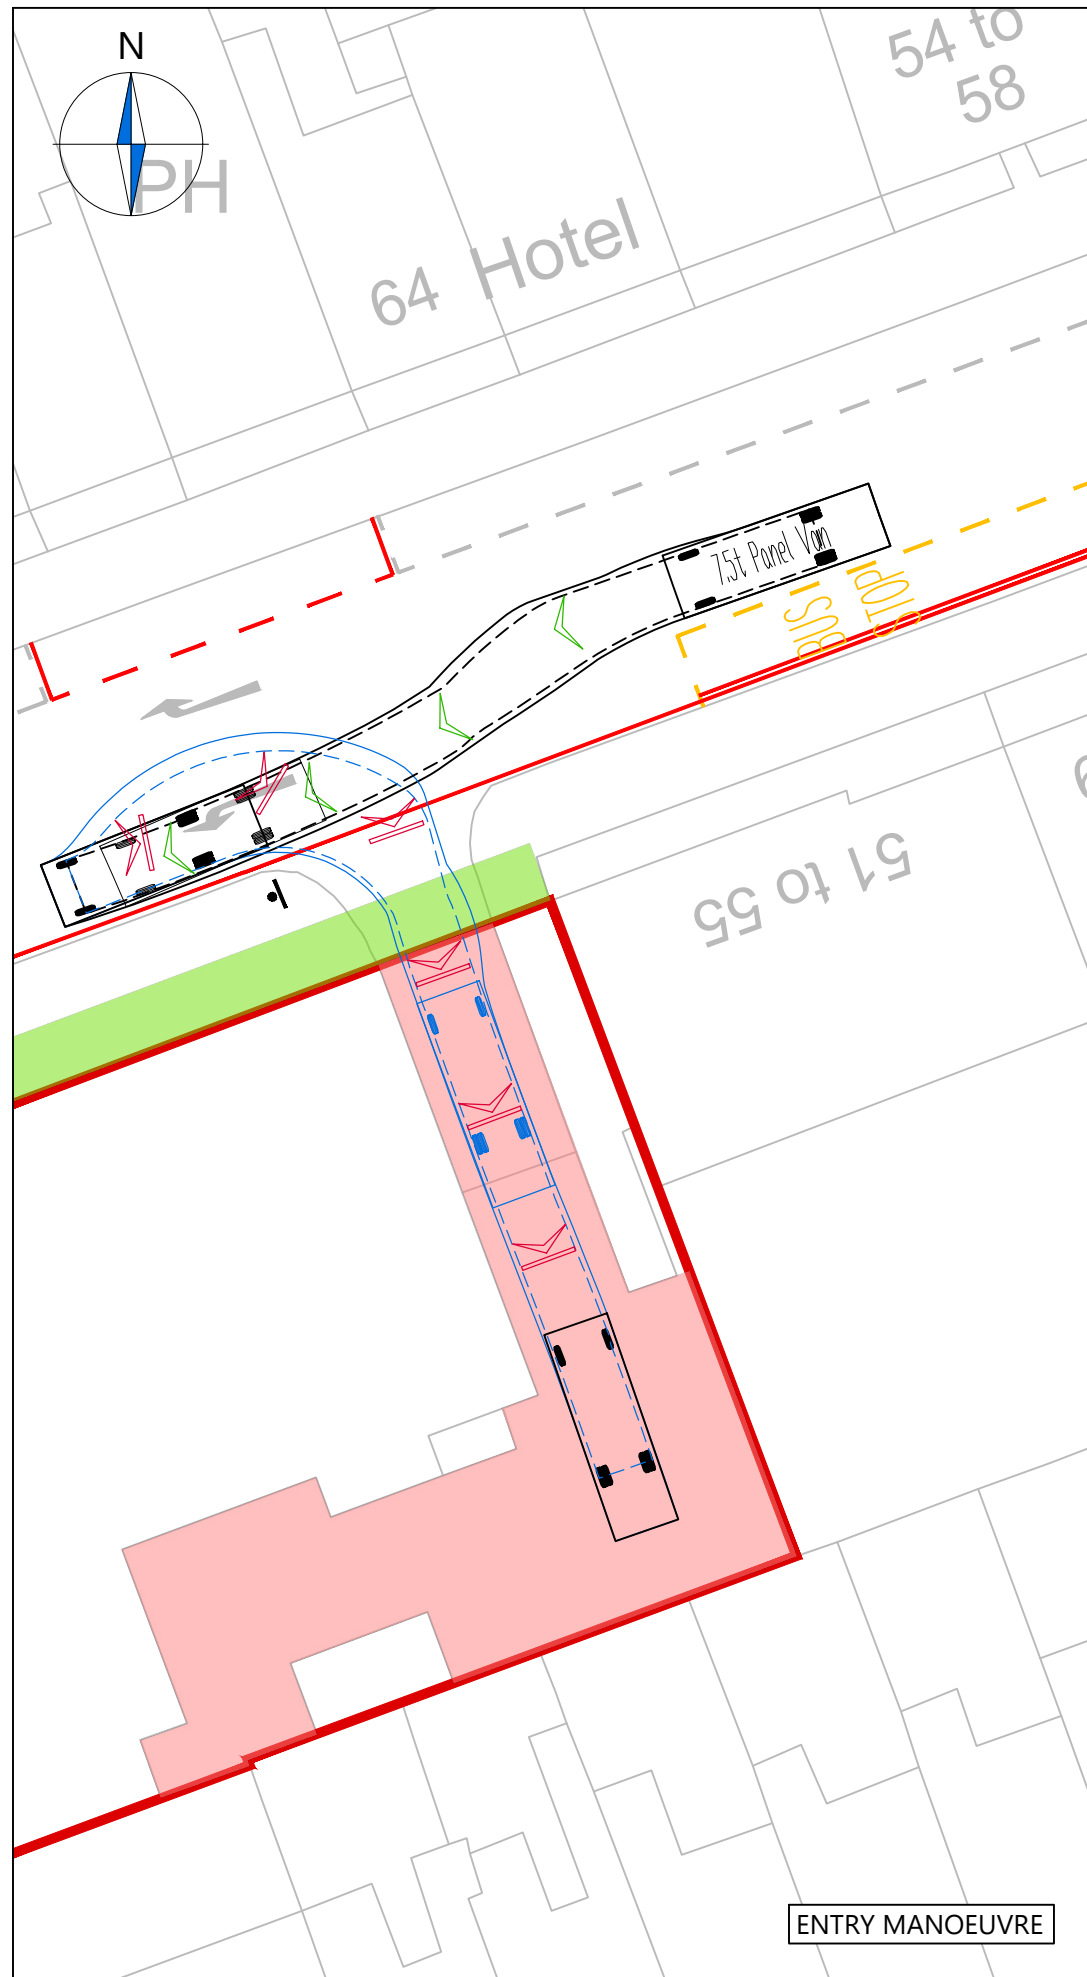 N
PH
54 to
58
64 Hotel
7.5t Panel Van
BUS
STOP
51 to 55
ENTRY MANOEUVRE